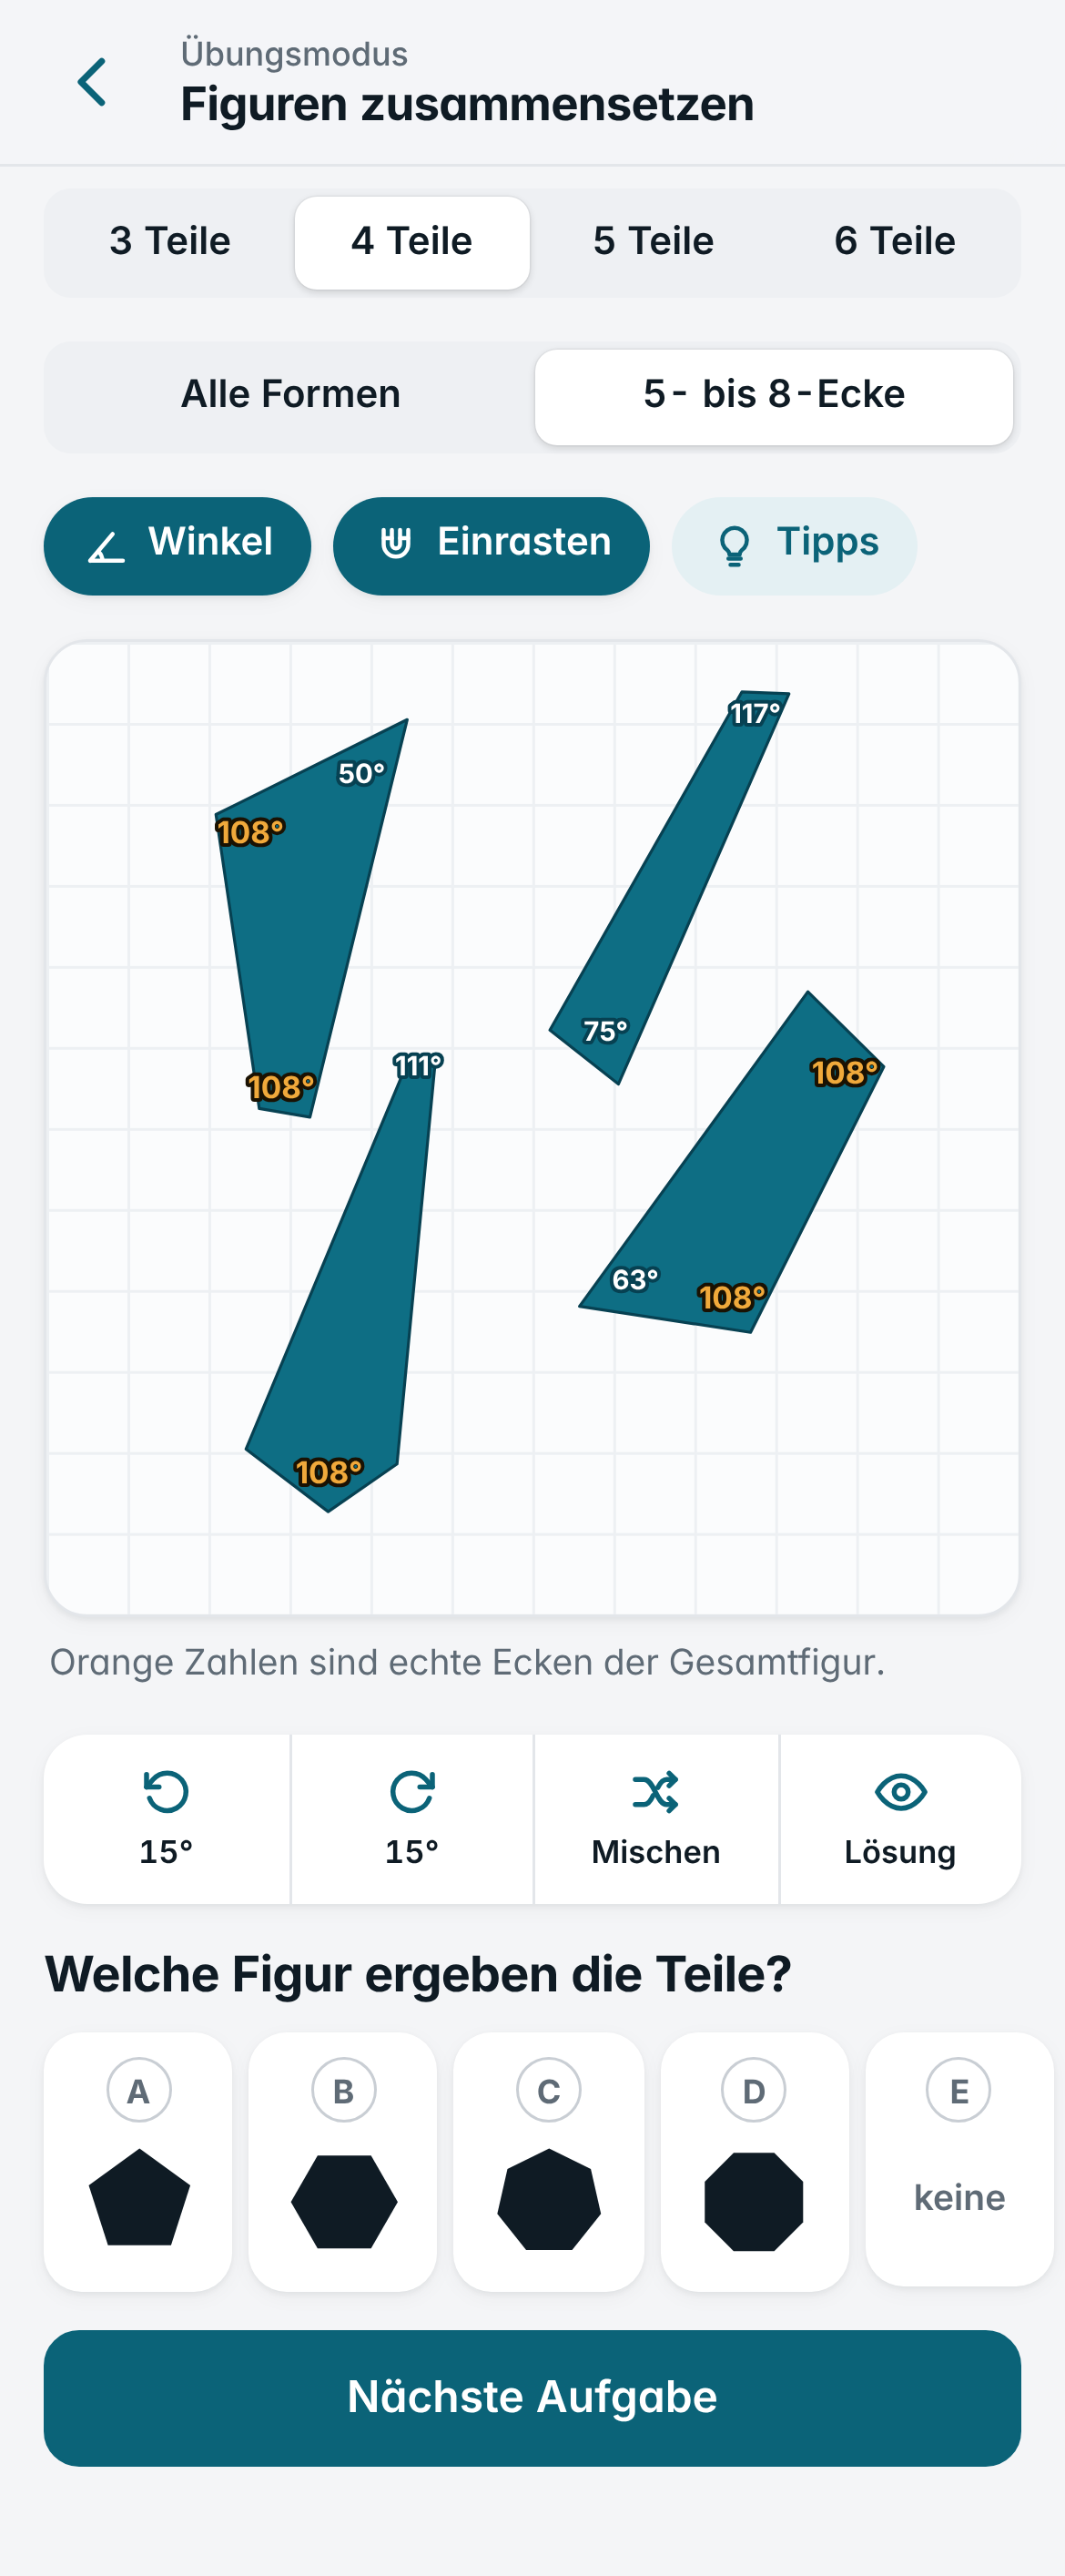 Übungsmodus
Figuren zusammensetzen
3 Teile 4 Teile 5 Teile 6 Teile
Alle Formen 5- bis 8-Ecke
Winkel Einrasten Tipps
117°
50°
108°
75°
111°
108°
108°
63°
108°
108°
Orange Zahlen sind echte Ecken der Gesamtfigur.
15° 15° Mischen Lösung
Welche Figur ergeben die Teile?
A B C D E
keine
Nächste Aufgabe